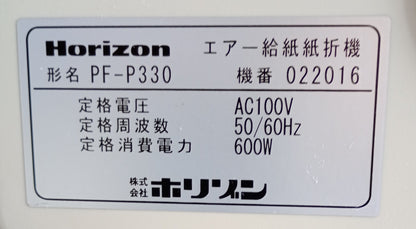 Horizon エアー給紙紙折機
形名 PF-P330 機番 022016
定格電圧 AC100V
定格周波数 50/60Hz
定格消費電力 600W
株式会社 ホリゾン